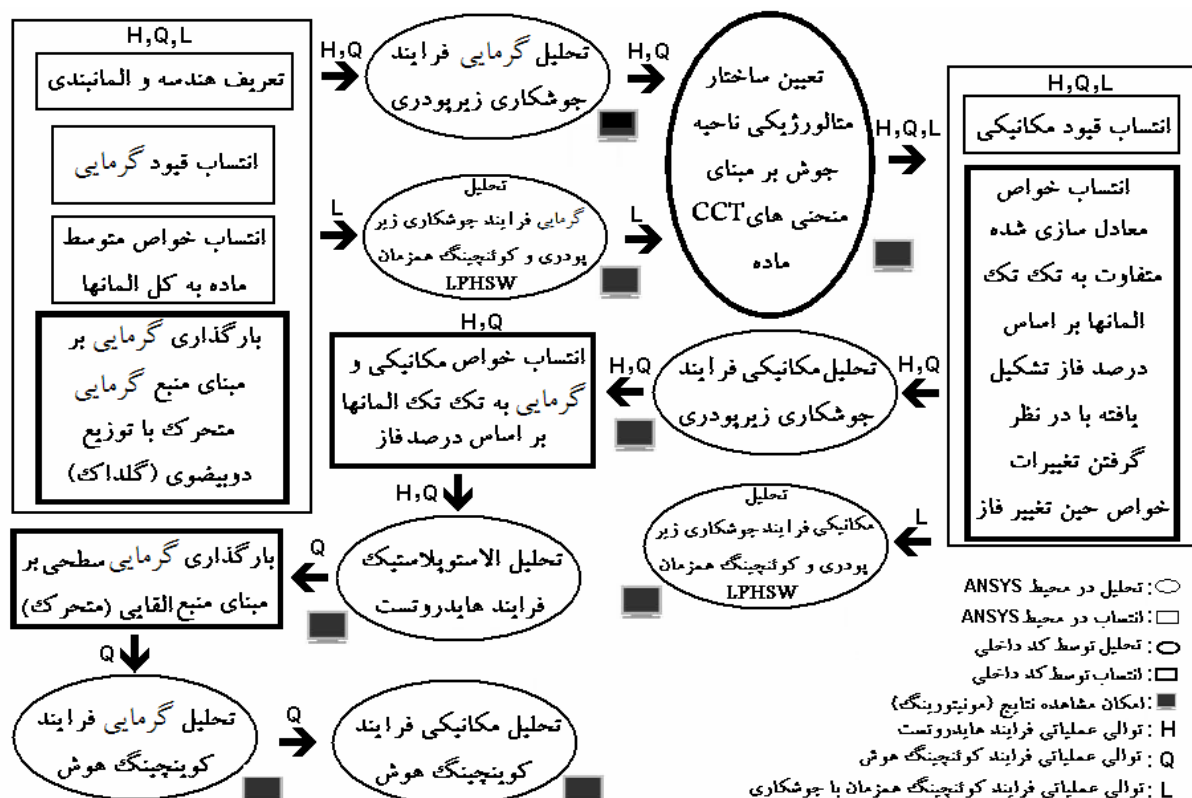 H,Q,L
تعریف هندسه و المانبندی
انتساب قیود گرمایی
انتساب خواص متوسط
ماده به کل المانها
بارگذاری گرمایی بر
مبنای منبع گرمایی
متحرک با توزیع
دوبیضوی (گلداک)
H,Q
تحلیل گرمایی فرایند
جوشکاری زیرپودری
H,Q
L
تحلیل
گرمایی فرایند جوشکاری زیر
پودری و کوئنچینگ همزمان
LPHSW
L
تعیین ساختار
متالورژیکی ناحیه
جوش بر مبنای
منحنی های CCT
ماده
H,Q,L
H,Q,L
انتساب قیود مکانیکی
انتساب خواص
معادل سازی شده
متفاوت به تک تک
المانها بر اساس
درصد فاز تشکیل
یافته با در نظر
گرفتن تغییرات
خواص حین تغییر فاز
H,Q
تحلیل مکانیکی فرایند
جوشکاری زیرپودری
H,Q
H,Q
انتساب خواص مکانیکی و
گرمایی به تک تک المانها
بر اساس درصد فاز
L
تحلیل
مکانیکی فرایند جوشکاری زیر
پودری و کوئنچینگ همزمان
LPHSW
H,Q
تحلیل الاستوپلاستیک
فرایند هایدروتست
Q
بارگذاری گرمایی سطحی بر
مبنای منبع القایی (متحرک)
Q
تحلیل گرمایی فرایند
کوینچینگ هوش
Q
تحلیل مکانیکی فرایند
کوینچینگ هوش
: تحلیل در محیط ANSYS
: انتساب در محیط ANSYS
: تحلیل توسط کد داخلی
: انتساب توسط کد داخلی
: امکان مشاهده نتایج (مونیتورینگ)
H : توالی عملیاتی فرایند هایدروتست
Q : توالی عملیاتی فرایند کوئنچینگ هوش
L : توالی عملیاتی فرایند کوئنچینگ همزمان با جوشکاری